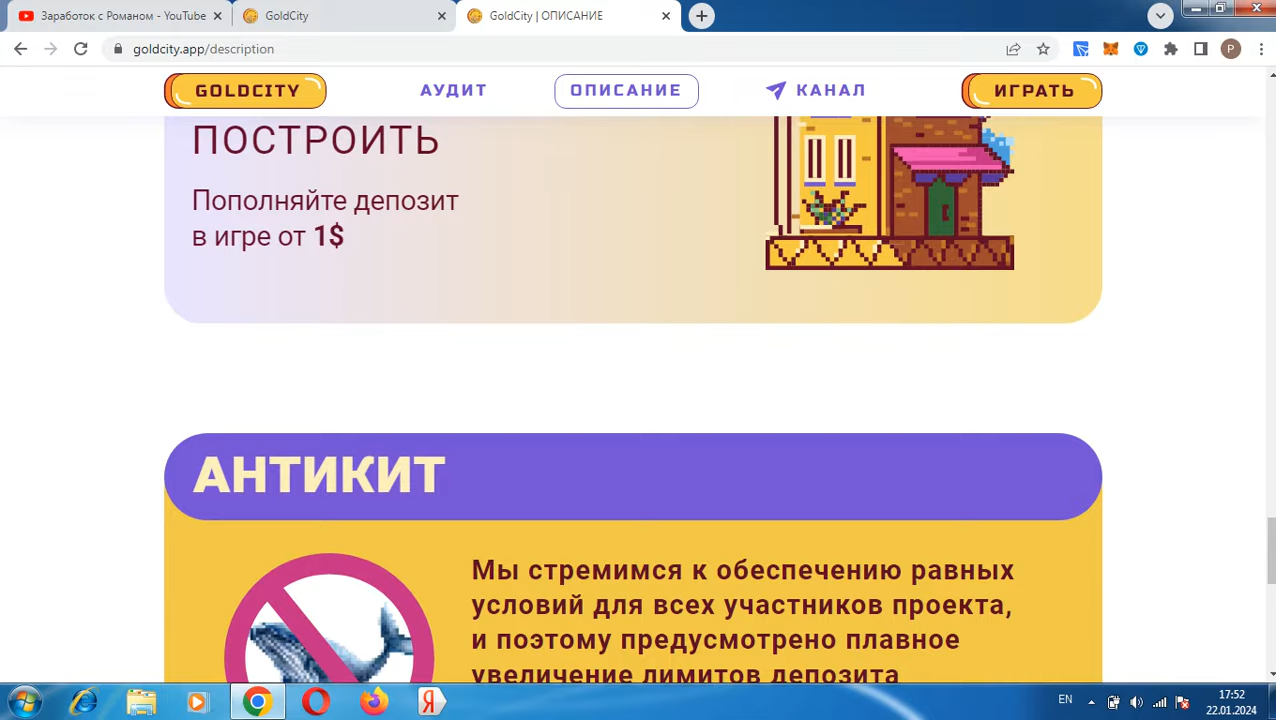 Заработок с Романом - YouTube
GoldCity
GoldCity | ОПИСАНИЕ
goldcity.app/description
P
GOLDCITY
АУДИТ
ОПИСАНИЕ
КАНАЛ
ИГРАТЬ
ПОСТРОИТЬ
Пополняйте депозит
в игре от 1$
АНТИКИТ
Мы стремимся к обеспечению равных
условий для всех участников проекта,
и поэтому предусмотрено плавное
увеличение лимитов депозита
EN
17:52
22.01.2024